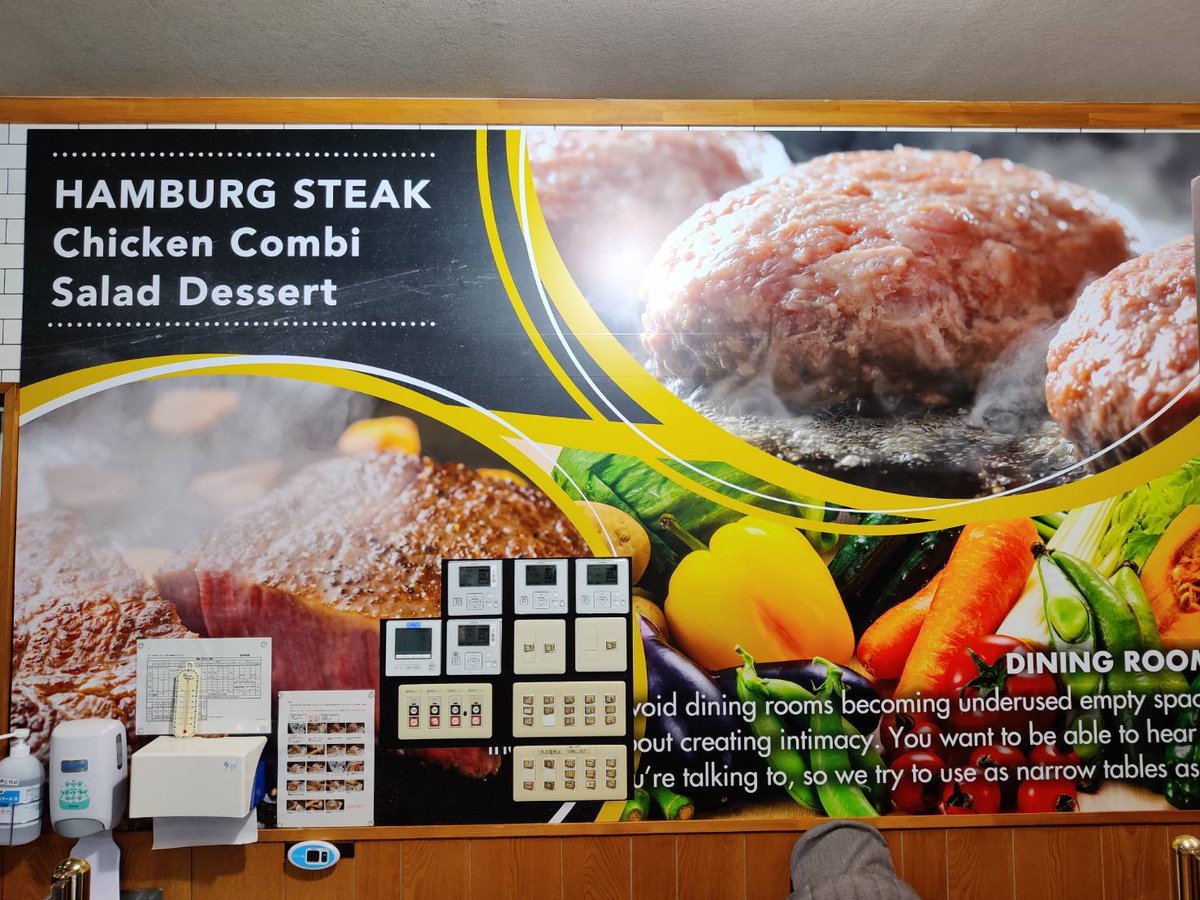 HAMBURG STEAK
Chicken Combi
Salad Dessert
DINING ROOM
void dining rooms becoming underused empty spac
out creating intimacy. You want to be able to hear
u're talking to, so we try to use as narrow tables as